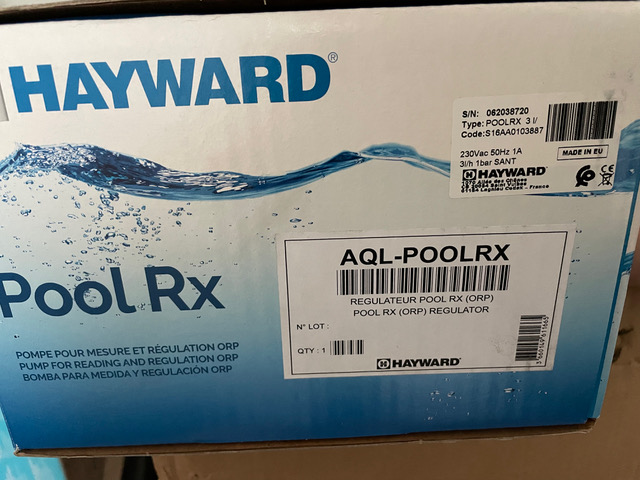 HAYWARD®
S/N: 062038720
Type: POOLRX 3 l/
Code:S16AA0103887
230Vac 50Hz 1A
3l/h 1bar SANT
MADE IN EU
CE
HAYWARD
France
AQL-POOLRX
REGULATEUR POOL RX (ORP)
POOL RX (ORP) REGULATOR
N° LOT :
QTY : 1
HAYWARD®
Pool Rx
POMPE POUR MESURE ET RÉGULATION ORP
PUMP FOR READING AND REGULATION ORP
BOMBA PARA MEDIDA Y REGULACIÓN ORP